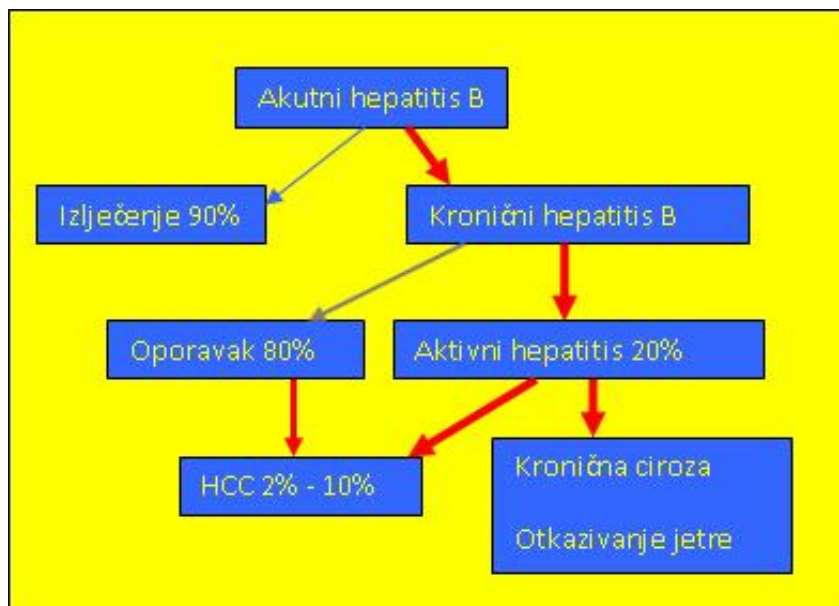 Akutni hepatitis B
Izlječenje 90%
Kronični hepatitis B
Oporavak 80%
Aktivni hepatitis 20%
HCC 2% - 10%
Kronična ciroza
Otkazivanje jetre